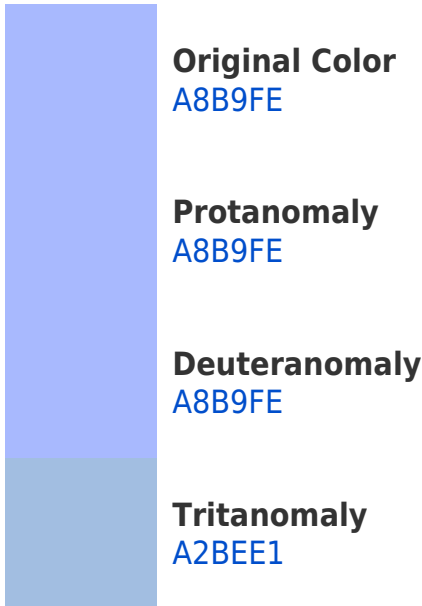 Original Color
A8B9FE
Protanomaly
A8B9FE
Deuteranomaly
A8B9FE
Tritanomaly
A2BEE1